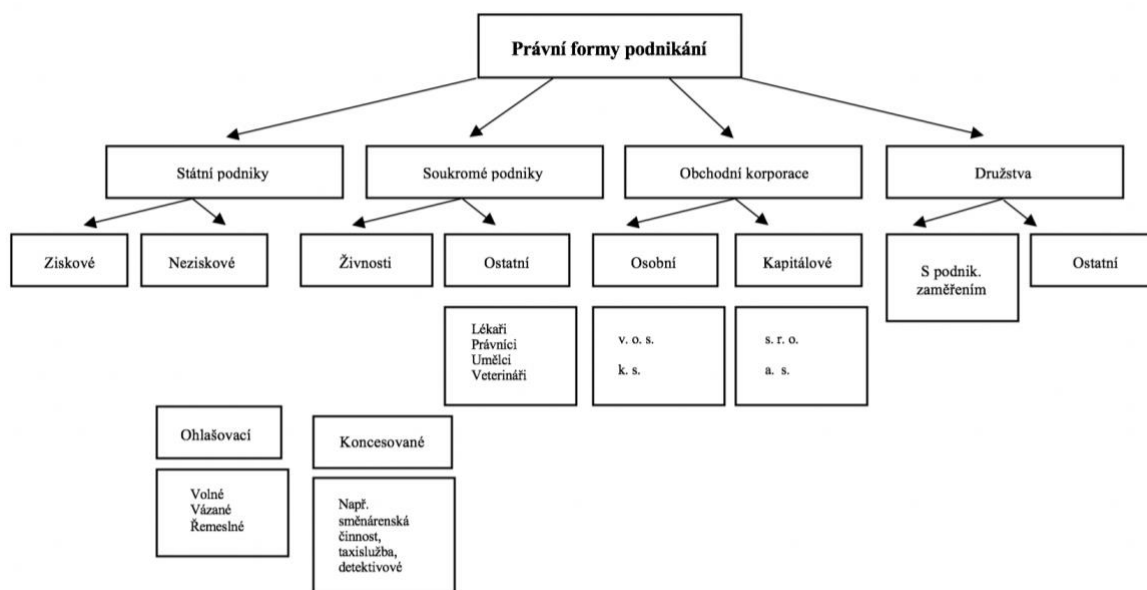 Právní formy podnikání
Státní podniky
Soukromé podniky
Obchodní korporace
Družstva
Ziskové
Neziskové
Živnosti
Ostatní
Osobní
Kapitálové
S podnik.
zaměřením
Ostatní
Lékaři
Právníci
Umělci
Veterináři
v. o. s.
k. s.
s. r. o.
a. s.
Ohlašovací
Koncesované
Volné
Vázané
Řemeslné
Např.
směnárenská
činnost,
taxislužba,
detektivové